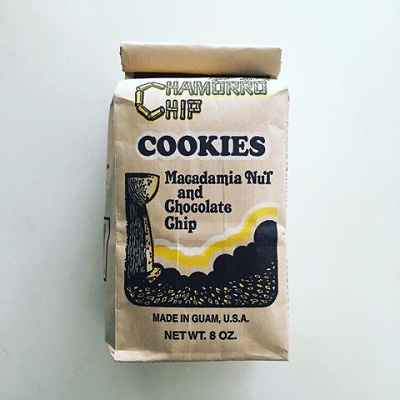 CHAMORRO
CHIP
COOKIES
Macadamia Nut
and
Chocolate
Chip
MADE IN GUAM, U.S.A.
NET WT. 8 OZ.